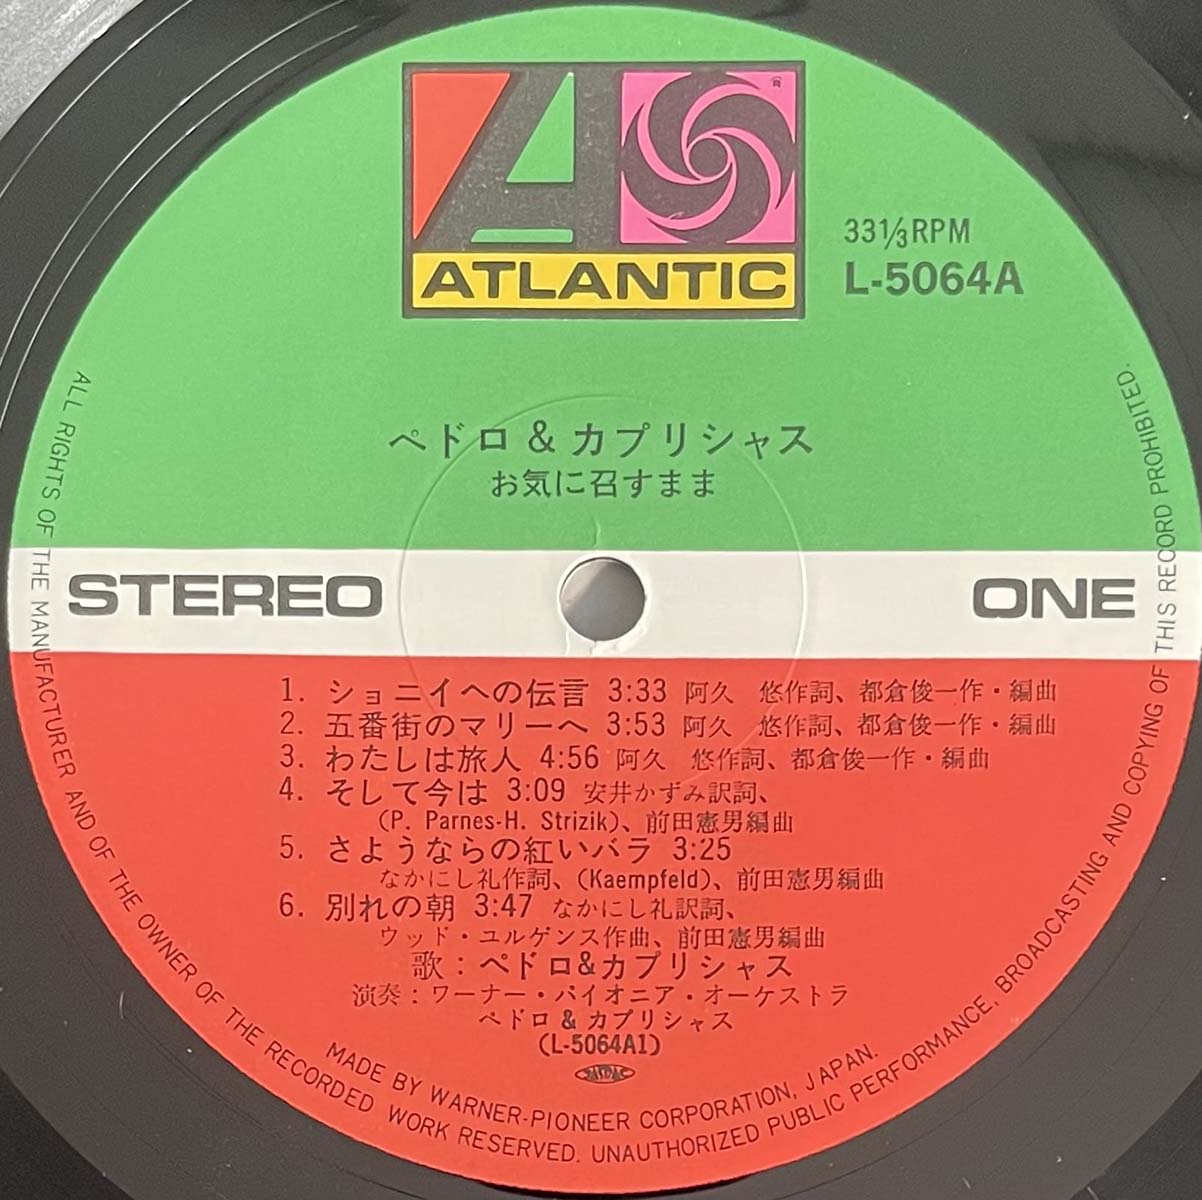 ATLANTIC
33⅓RPM
L-5064A
ペドロ & カプリシャス
お気に召すまま
STEREO
ONE
1. ショニイへの伝言 3:33 阿久 悠作詞、都倉俊一作・編曲
2. 五番街のマリーへ 3:53 阿久 悠作詞、都倉俊一作・編曲
3. わたしは旅人 4:56 阿久 悠作詞、都倉俊一作・編曲
4. そして今は 3:09 安井かずみ訳詞、
(P. Parnes-H. Strizik)、前田憲男編曲
5. さようならの紅いバラ 3:25
なかにし礼作詞、(Kaempfeld)、前田憲男編曲
6. 別れの朝 3:47 なかにし礼訳詞、
ウッド・ユルゲンス作曲、前田憲男編曲
歌：ペドロ&カプリシャス
演奏：ワーナー・パイオニア・オーケストラ
ペドロ & カプリシャス
(L-5064A1)
JASRAC
MADE BY WARNER-PIONEER CORPORATION, JAPAN.
ALL RIGHTS OF THE MANUFACTURER AND OF THE OWNER OF THE RECORDED WORK RESERVED. UNAUTHORIZED PUBLIC PERFORMANCE, BROADCASTING AND COPYING OF THIS RECORD PROHIBITED.